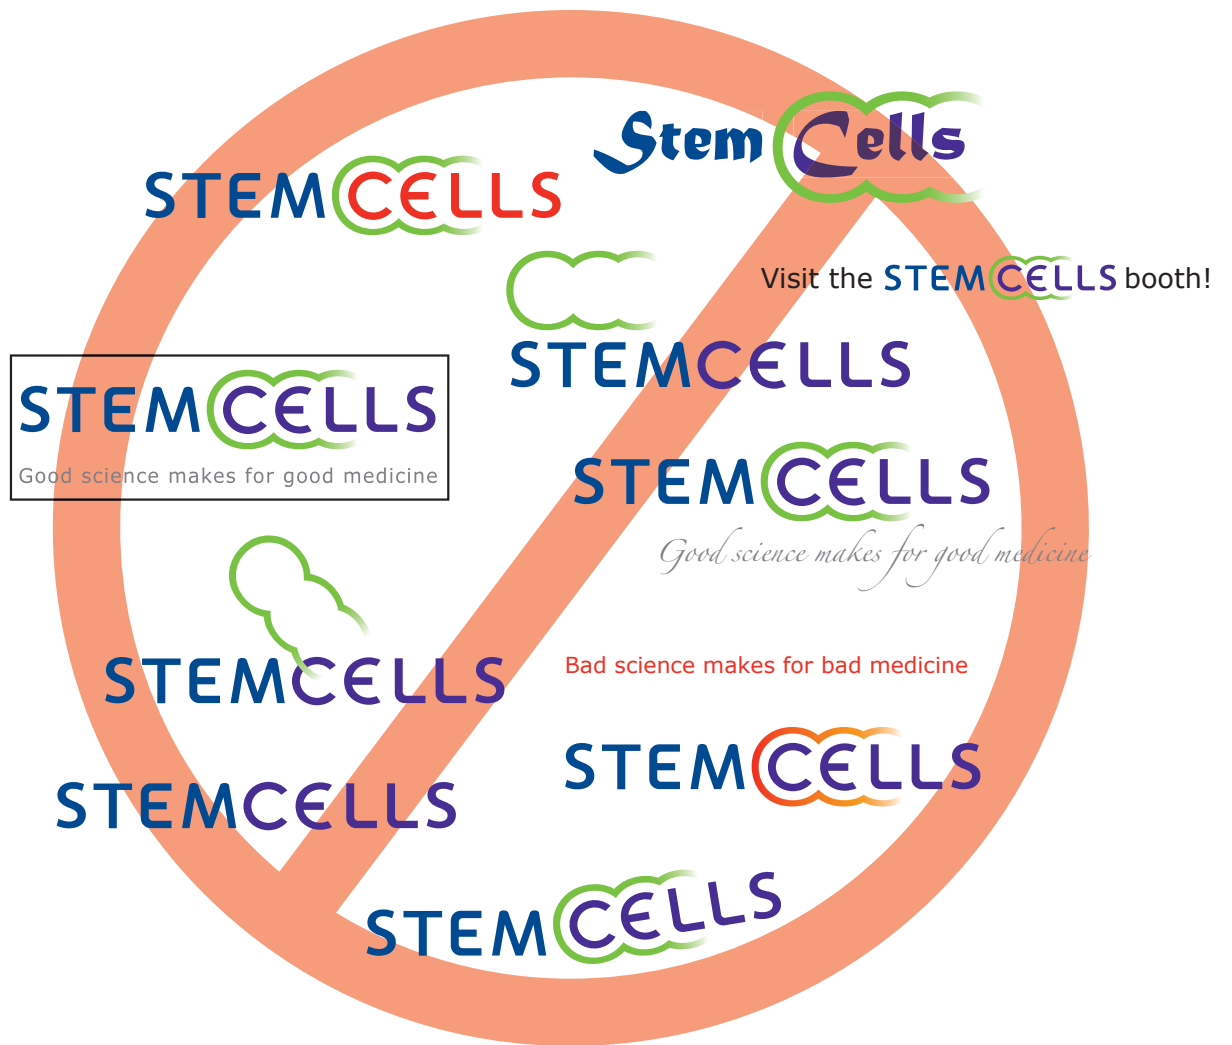 Stem Cells
STEMCELLS
Visit the STEMCELLS booth!
STEMCELLS
STEMCELLS
Good science makes for good medicine
STEMCELLS
Good science makes for good medicine
STEMCELLS
Bad science makes for bad medicine
STEMCELLS
STEMCELLS
STEMCELLS